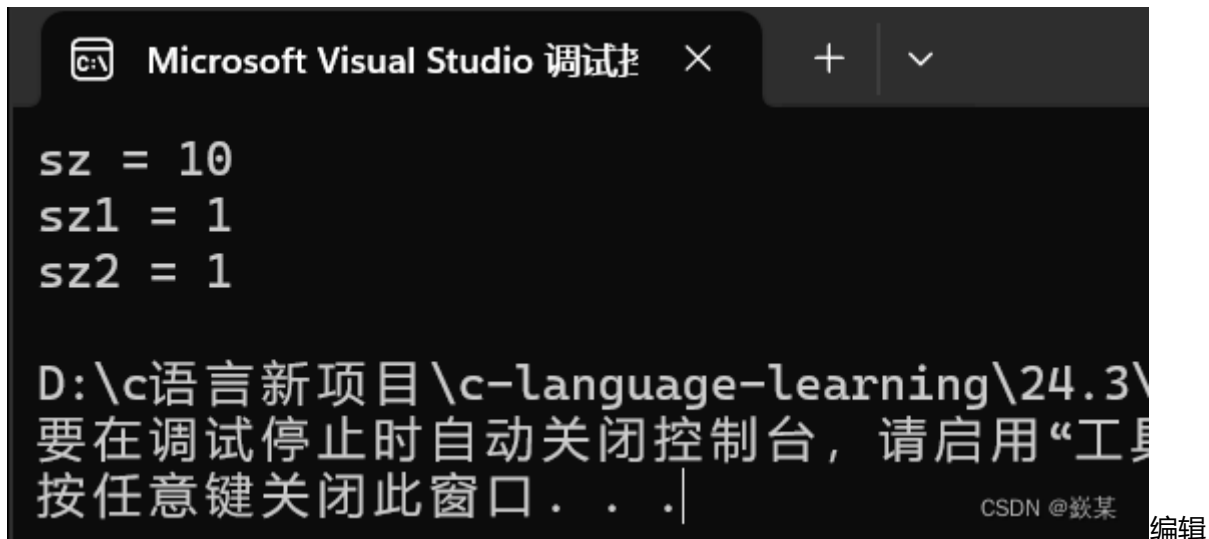 Microsoft Visual Studio 调试
sz = 10
sz1 = 1
sz2 = 1
D:\c语言新项目\c-language-learning\24.3\
要在调试停止时自动关闭控制台，请启用“工具
按任意键关闭此窗口. . .
CSDN @嵚某
编辑